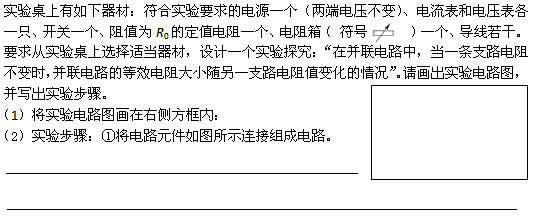 实验桌上有如下器材：符合实验要求的电源一个（两端电压不变）、电流表和电压表各
一只、开关一个、阻值为 R0的定值电阻一个、电阻箱（ 符号 ）一个、导线若干。
要求从实验桌上选择适当器材，设计一个实验探究：“在并联电路中，当一条支路电阻
不变时，并联电路的等效电阻大小随另一支路电阻值变化的情况”。请画出实验电路图，
并写出实验步骤。
(1）将实验电路图画在右侧方框内：
(2）实验步骤：①将电路元件如图所示连接组成电路。